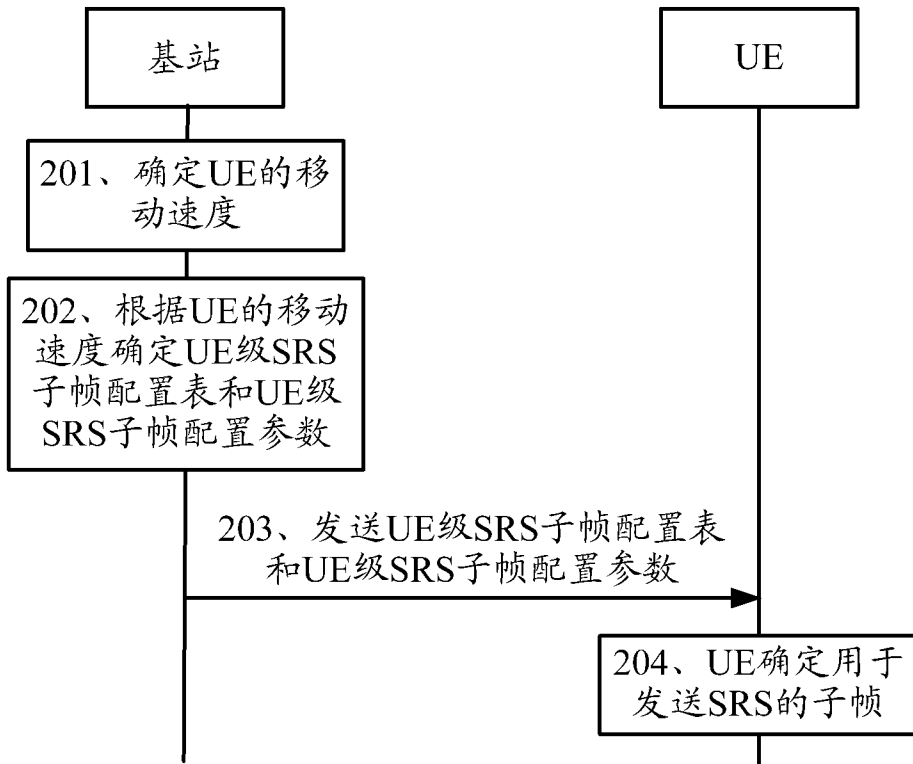 基站
UE
201、确定UE的移
动速度
202、根据UE的移动
速度确定UE级SRS
子帧配置表和UE级
SRS子帧配置参数
203、发送UE级SRS子帧配置表
和UE级SRS子帧配置参数
204、UE确定用于
发送SRS的子帧